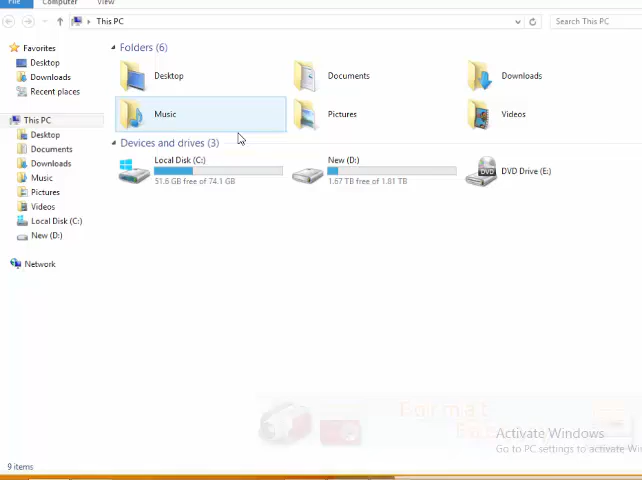 File Computer View
This PC Search This PC
Favorites
Desktop
Downloads
Recent places
This PC
Desktop
Documents
Downloads
Music
Pictures
Videos
Local Disk (C:)
New (D:)
Network
Folders (6)
Desktop Documents Downloads
Music Pictures Videos
Devices and drives (3)
Local Disk (C:) New (D:) DVD Drive (E:)
51.6 GB free of 74.1 GB 1.67 TB free of 1.81 TB
Format
Activate Windows
Go to PC settings to activate Wi
9 items